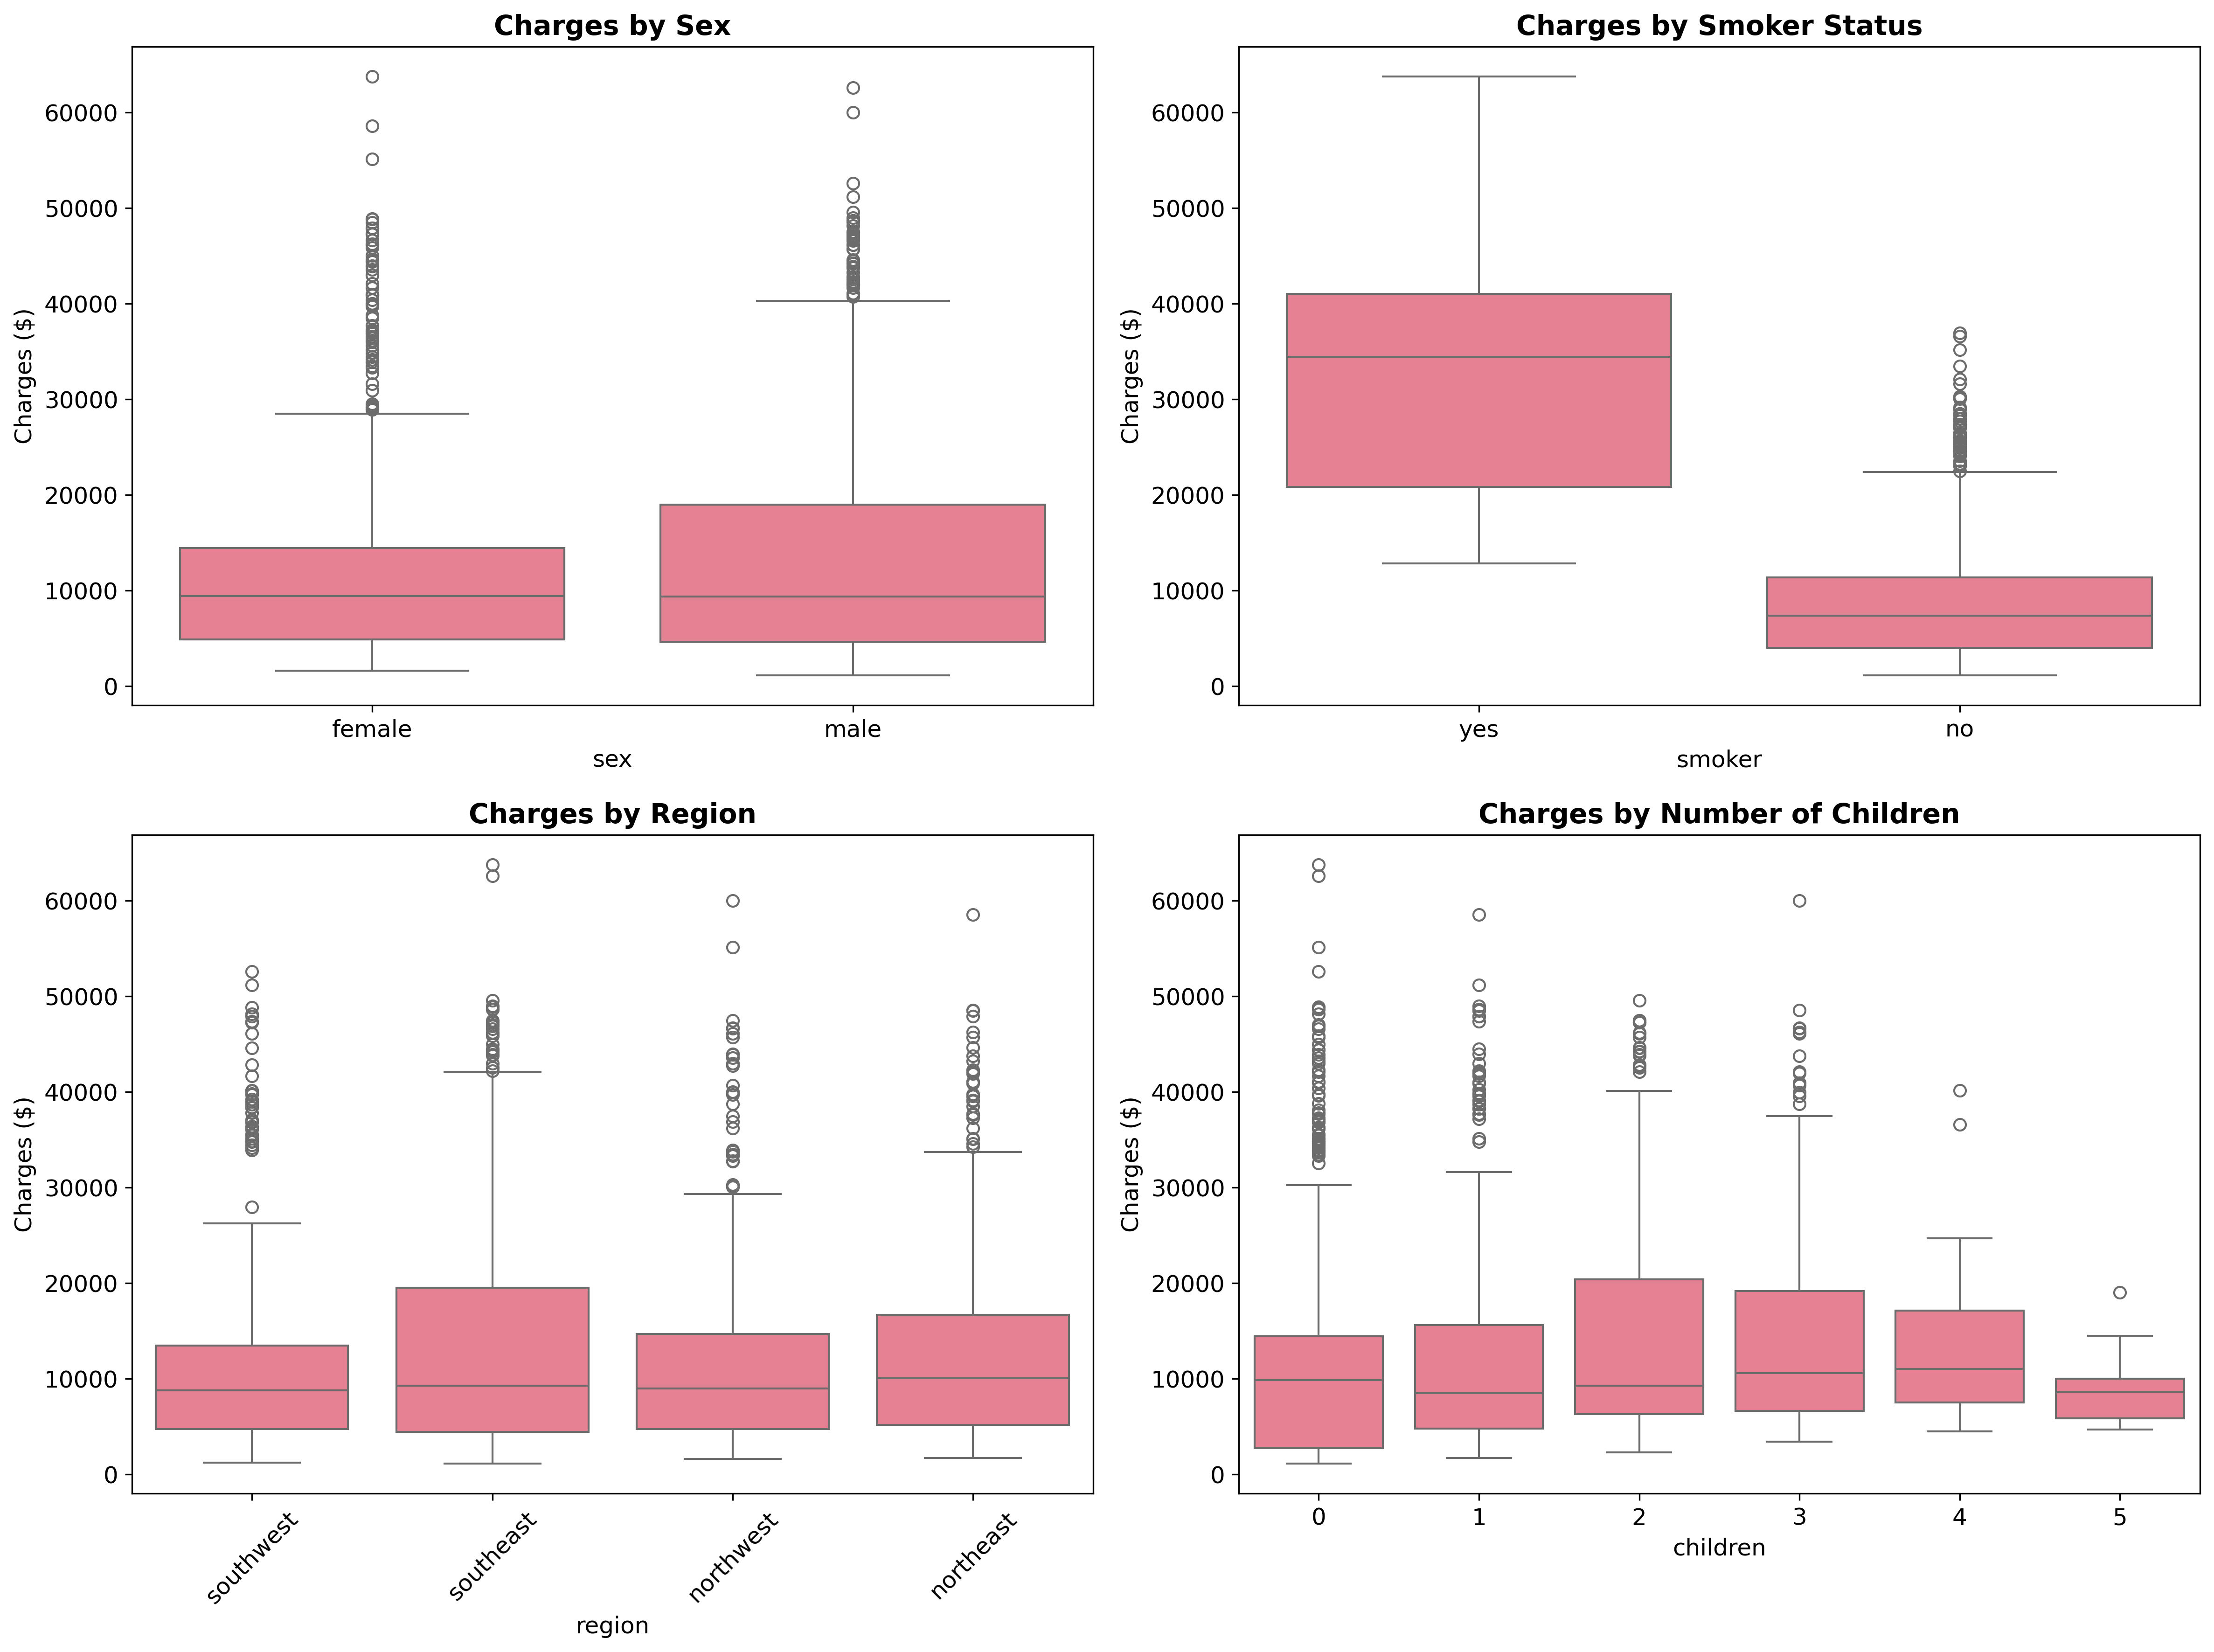 Charges by Sex
Charges ($)
60000
50000
40000
30000
20000
10000
0
female male
sex
Charges by Smoker Status
Charges ($)
60000
50000
40000
30000
20000
10000
0
yes no
smoker
Charges by Region
Charges ($)
60000
50000
40000
30000
20000
10000
0
southwest southeast northwest northeast
region
Charges by Number of Children
Charges ($)
60000
50000
40000
30000
20000
10000
0
0 1 2 3 4 5
children